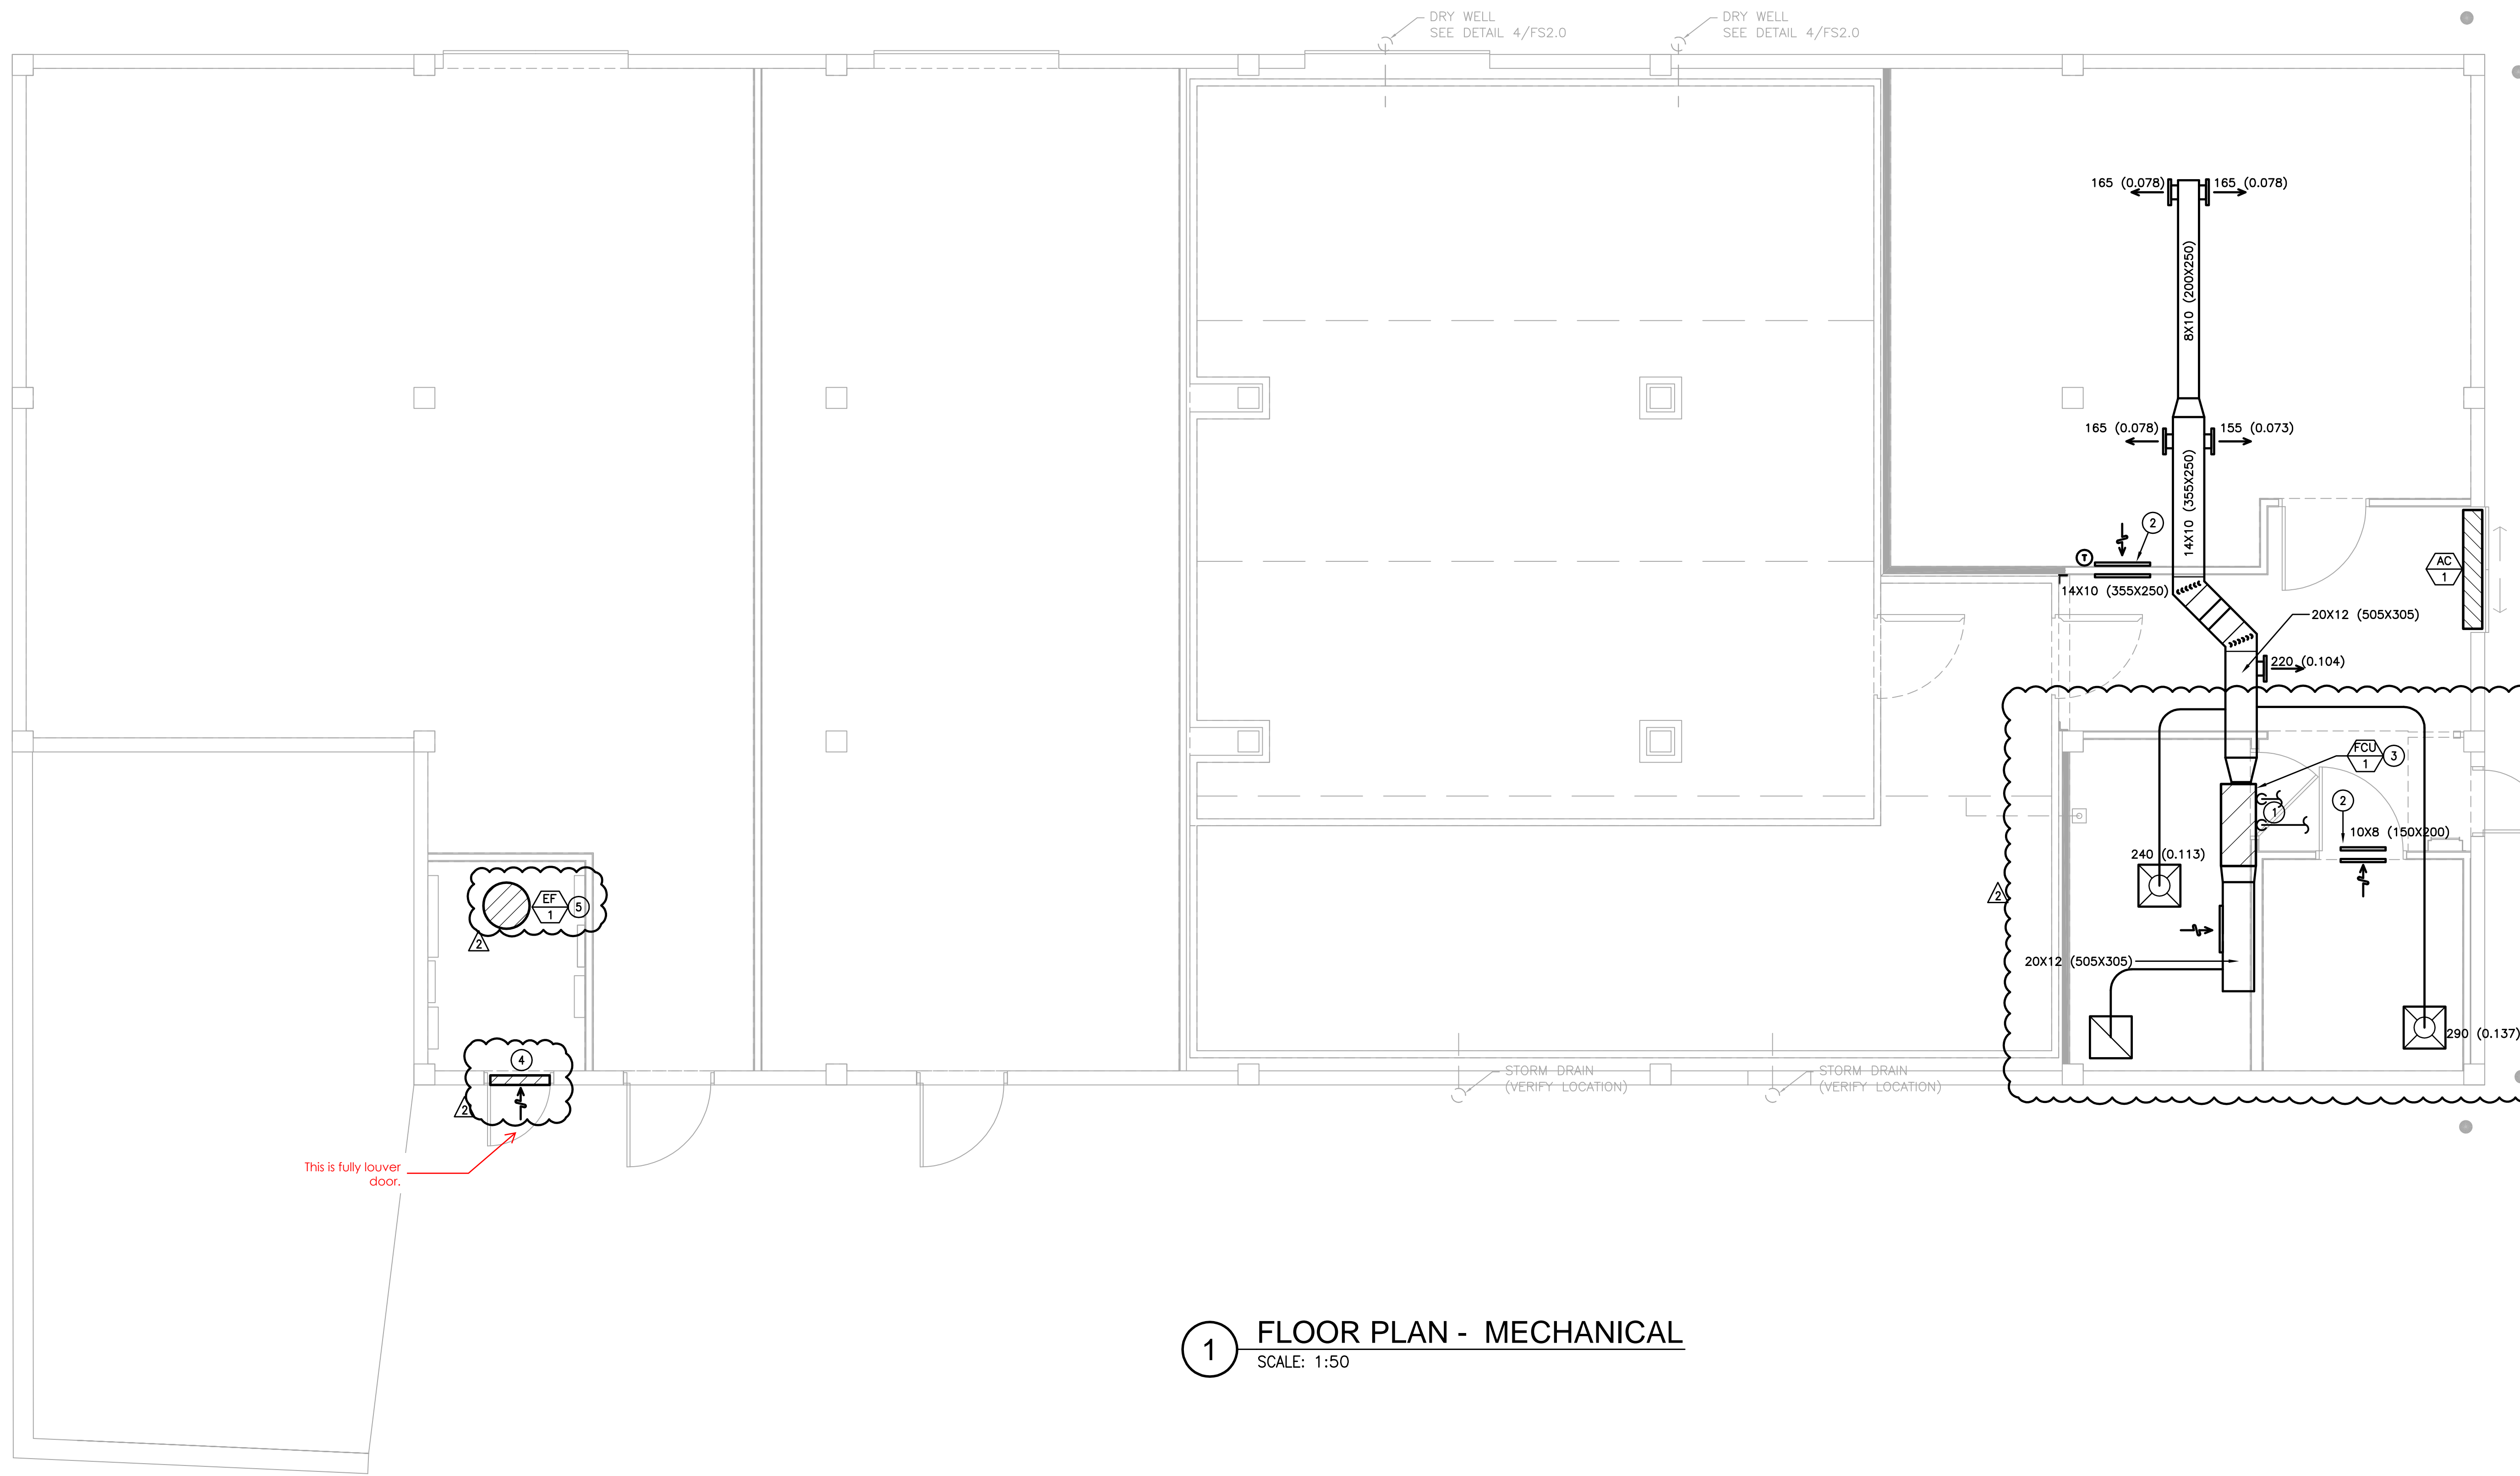 DRY WELL
SEE DETAIL 4/FS2.0
DRY WELL
SEE DETAIL 4/FS2.0
165 (0.078)
165 (0.078)
8X10 (200X250)
165 (0.078)
155 (0.073)
14X10 (355X250)
2
T
14X10 (355X250)
AC
1
20X12 (505X305)
220 (0.104)
FCU
1
3
1
2
10X8 (150X200)
240 (0.113)
2
EF
1
5
2
20X12 (505X305)
290 (0.137)
4
2
STORM DRAIN
(VERIFY LOCATION)
STORM DRAIN
(VERIFY LOCATION)
This is fully louver
door.
1
FLOOR PLAN - MECHANICAL
SCALE: 1:50